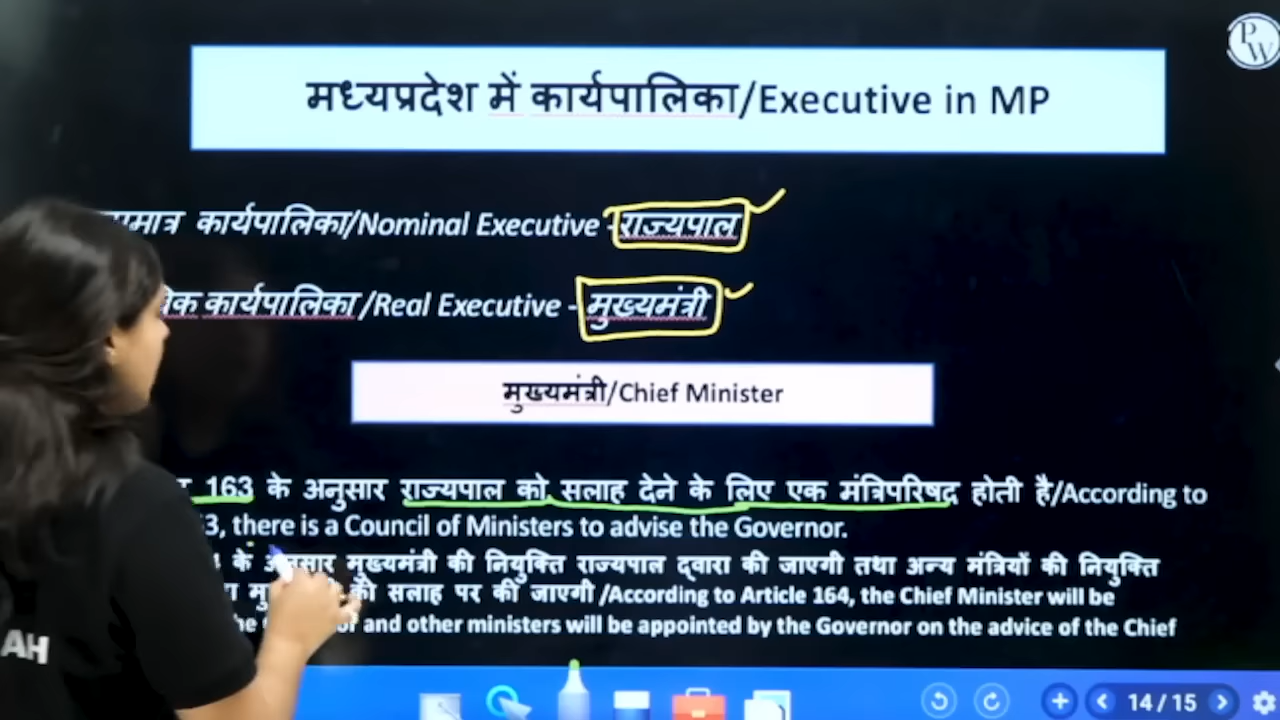 PW
मध्यप्रदेश में कार्यपालिका/Executive in MP
कार्यपालिका/Nominal Executive -राज्यपाल
कार्यपालिका /Real Executive - मुख्यमंत्री
मुख्यमंत्री/Chief Minister
163 के अनुसार राज्यपाल को सलाह देने के लिए एक मंत्रिपरिषद होती है/According to
3, there is a Council of Ministers to advise the Governor.
के अनुसार मुख्यमंत्री की नियुक्ति राज्यपाल द्वारा की जाएगी तथा अन्य मंत्रियों की नियुक्ति
की सलाह पर की जाएगी /According to Article 164, the Chief Minister will be
and other ministers will be appointed by the Governor on the advice of the Chief
AH
14/15